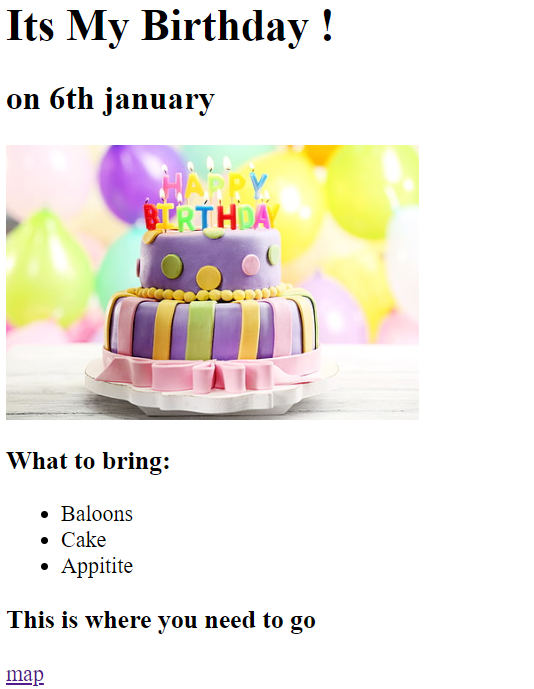 Its My Birthday !
on 6th january
HAPPY
BIRTHDAY
What to bring:
Baloons
Cake
Appitite
This is where you need to go
map